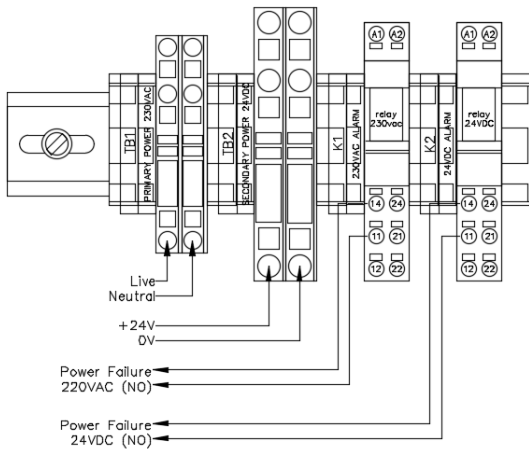 A1 A2
A1 A2
TB1
PRIMARY POWER 230VAC
TB2
SECONDARY POWER 24VDC
K1
230VAC ALARM
relay
230vac
K2
24VDC ALARM
relay
24VDC
14 24
11 21
12 22
14 24
11 21
12 22
Live
Neutral
+24V
0V
Power Failure
220VAC (NO)
Power Failure
24VDC (NO)